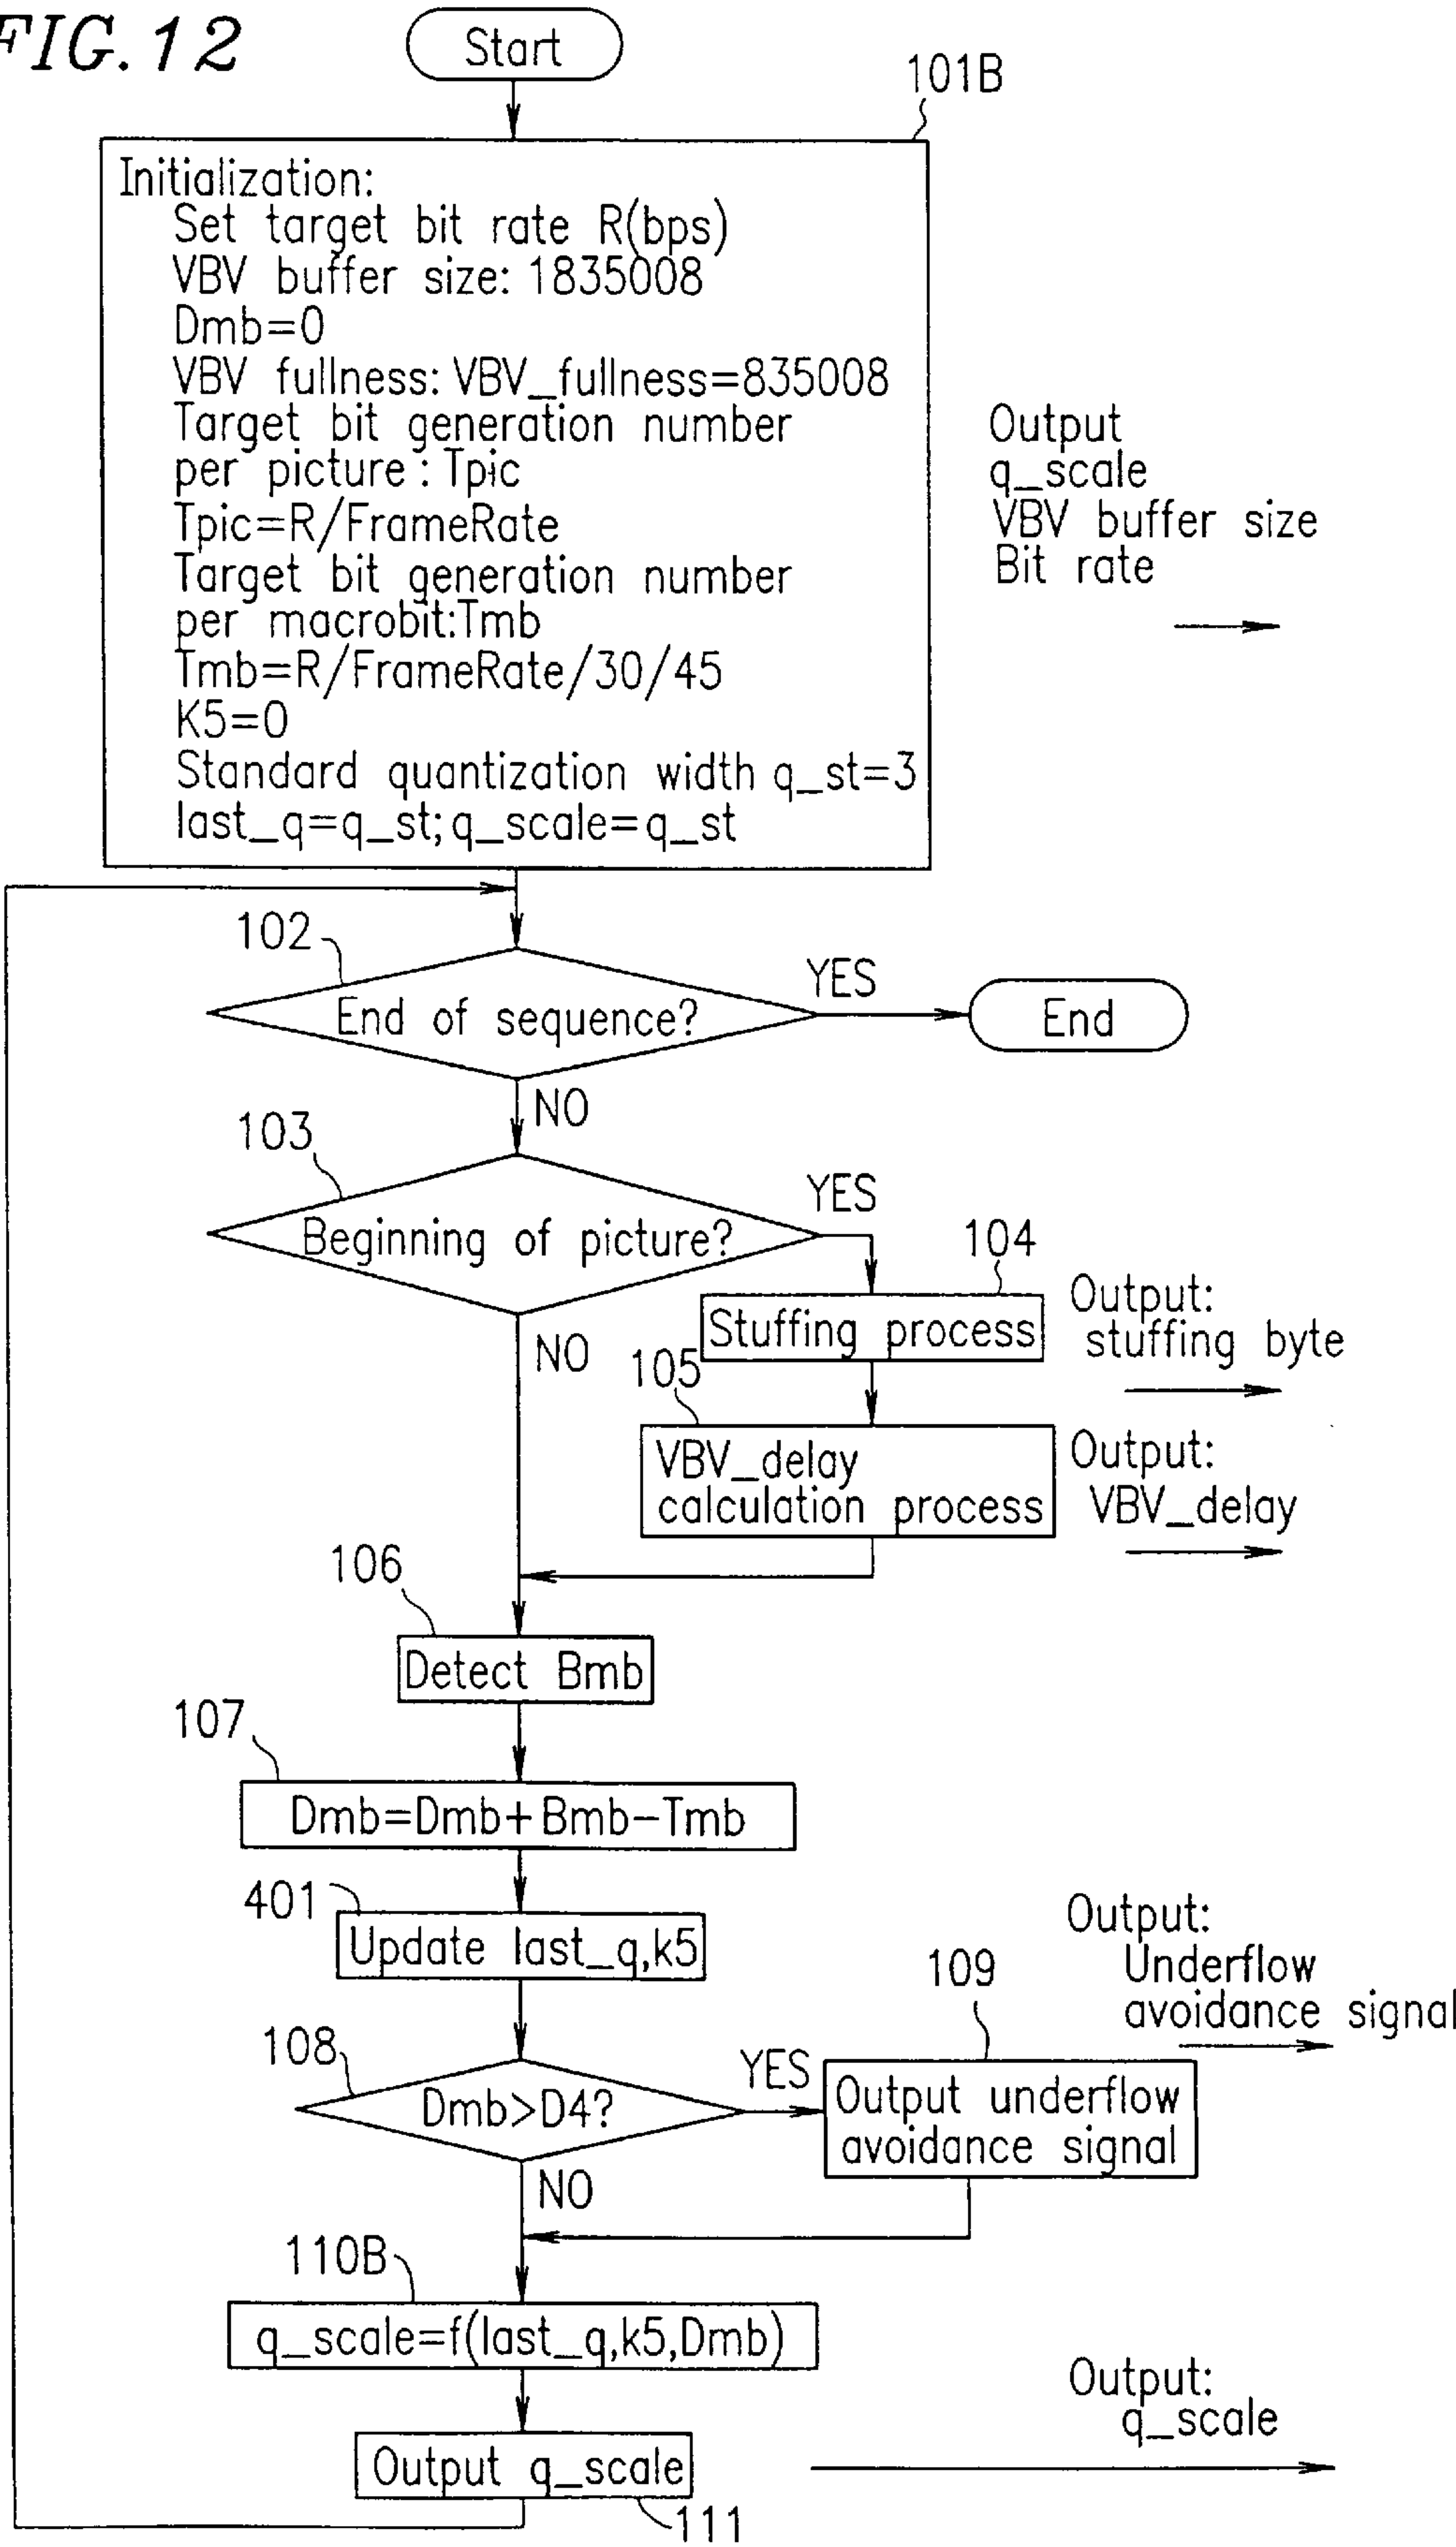 FIG. 12
Start
101B
Initialization:
Set target bit rate R(bps)
VBV buffer size: 1835008
Dmb=0
VBV fullness: VBV_fullness=835008
Target bit generation number
per picture : Tpic
Tpic=R/FrameRate
Target bit generation number
per macrobit:Tmb
Tmb=R/FrameRate/30/45
K5=0
Standard quantization width q_st=3
last_q=q_st; q_scale=q_st
Output
q_scale
VBV buffer size
Bit rate
102
End of sequence?
YES
End
NO
103
Beginning of picture?
YES
104
Stuffing process
Output:
stuffing byte
NO
105
VBV_delay
calculation process
Output:
VBV_delay
106
Detect Bmb
107
Dmb=Dmb+Bmb-Tmb
401
Update last_q,k5
108
Dmb>D4?
YES
109
Output underflow
avoidance signal
Output:
Underflow
avoidance signal
NO
110B
q_scale=f(last_q,k5,Dmb)
Output q_scale
111
Output:
q_scale